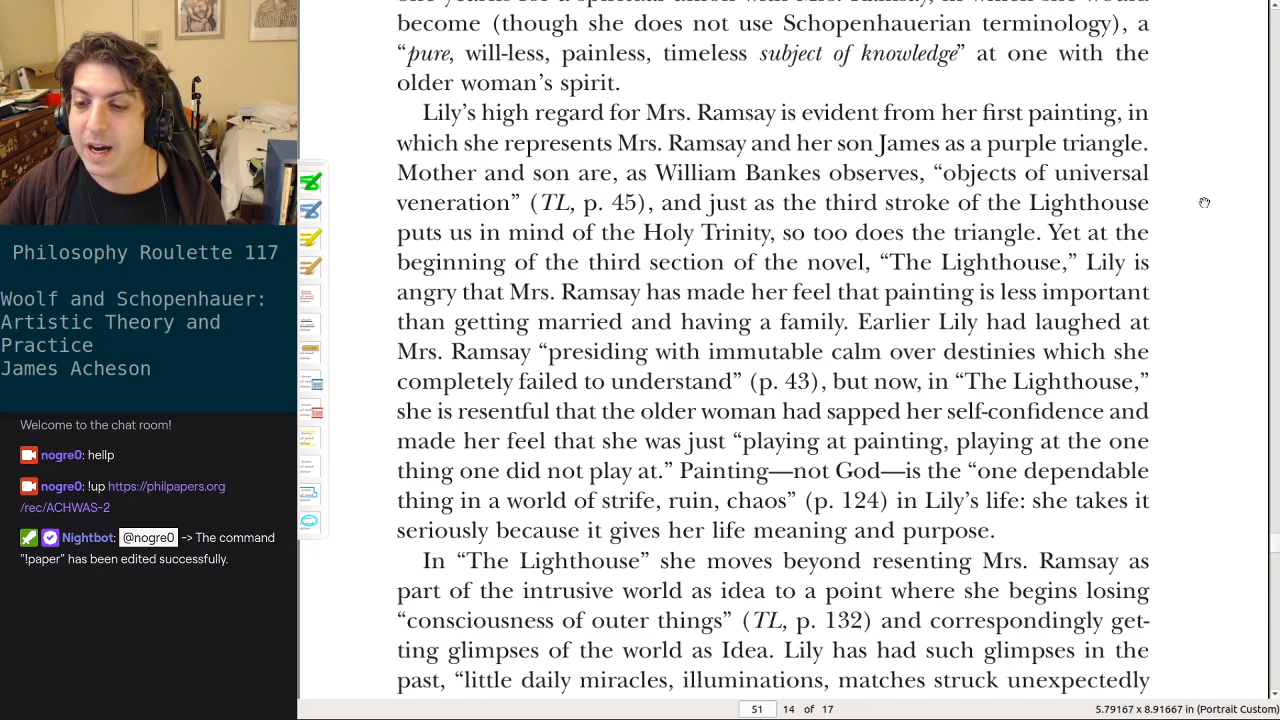 one yearns for a spiritual union with Mrs. Ramsay, in which she would
become (though she does not use Schopenhauerian terminology), a
“pure, will-less, painless, timeless subject of knowledge” at one with the
older woman’s spirit.
Lily’s high regard for Mrs. Ramsay is evident from her first painting, in
which she represents Mrs. Ramsay and her son James as a purple triangle.
Mother and son are, as William Bankes observes, “objects of universal
veneration” (TL, p. 45), and just as the third stroke of the Lighthouse
puts us in mind of the Holy Trinity, so too does the triangle. Yet at the
beginning of the third section of the novel, “The Lighthouse,” Lily is
angry that Mrs. Ramsay made her feel that painting is less important
than getting married and having a family. Earlier, Lily had laughed at
Mrs. Ramsay “presiding with immutable calm over destinies which she
completely failed to understand” (p. 43), but now, in “The Lighthouse,”
she is resentful that the older woman had sapped her self-confidence and
made her feel that she was just “playing at painting, playing at the one
thing one did not play at.” Painting—not God—is the “one dependable
thing in a world of strife, ruin, chaos” (p. 124) in Lily’s life: she takes it
seriously because it gives her life meaning and purpose.
In “The Lighthouse” she moves beyond resenting Mrs. Ramsay as
part of the intrusive world as idea to a point where she begins losing
“consciousness of outer things” (TL, p. 132) and correspondingly get-
ting glimpses of the world as Idea. Lily has had such glimpses in the
past, “little daily miracles, illuminations, matches struck unexpectedly
Philosophy Roulette 117
Woolf and Schopenhauer:
Artistic Theory and
Practice
James Acheson
Welcome to the chat room!
nogre0: hellp
nogre0: !up https://philpapers.org
/rec/ACHWAS-2
Nightbot: @nogre0 -> The command
"!paper" has been edited successfully.
51 14 of 17
5.79167 x 8.91667 in (Portrait Custom)